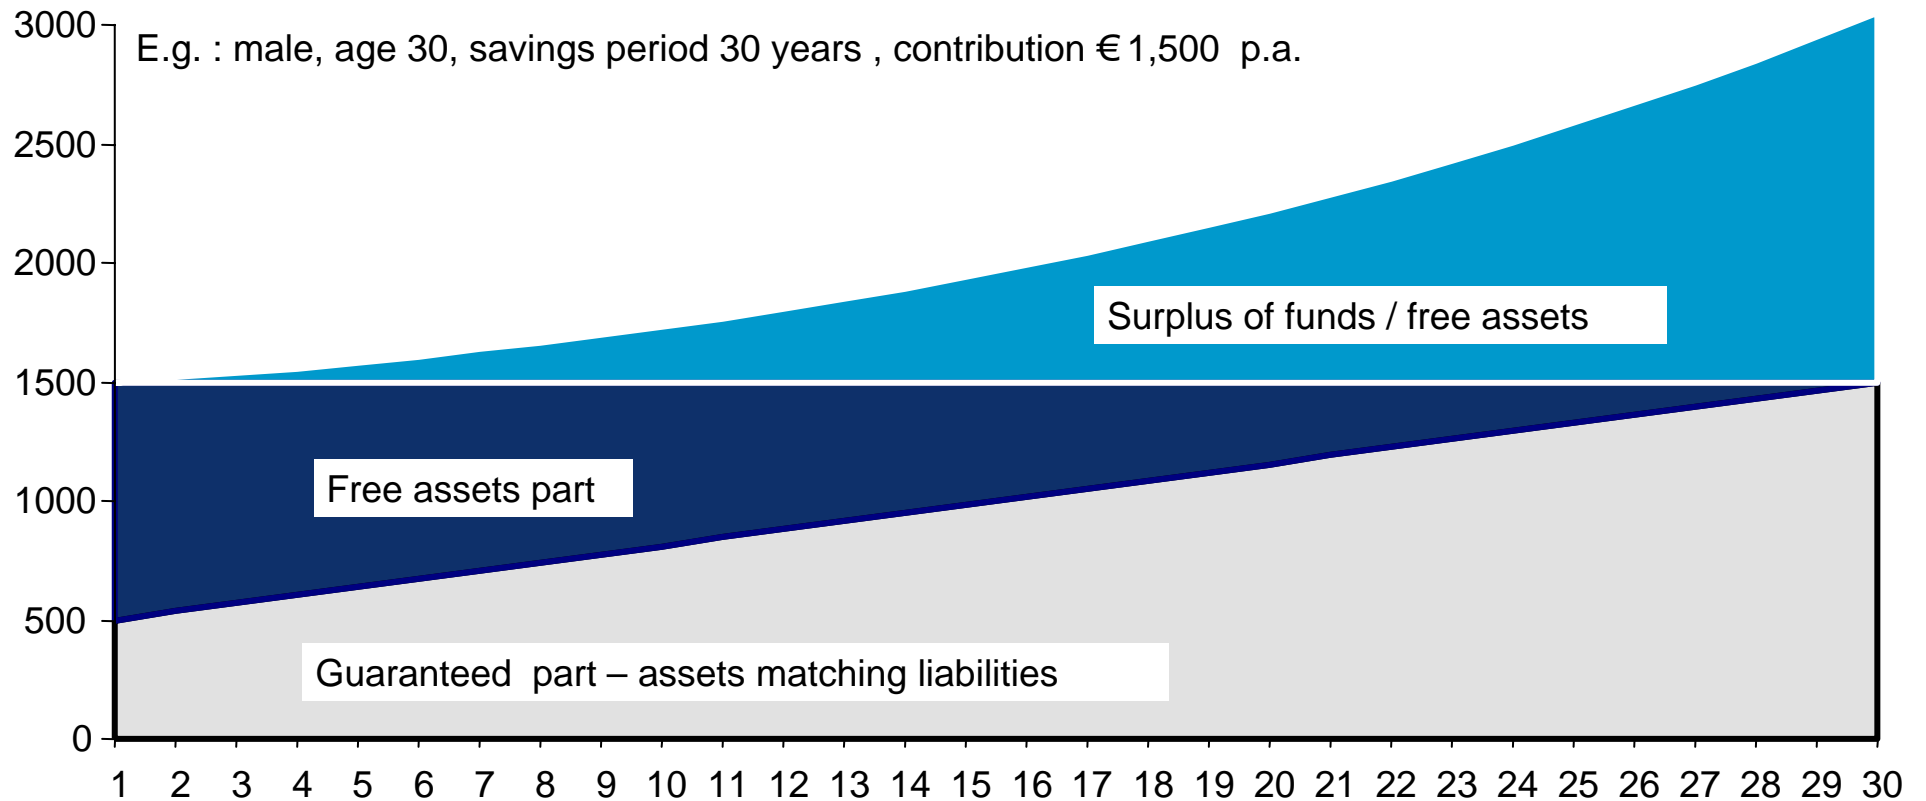 3000
E.g. : male, age 30, savings period 30 years , contribution € 1,500 p.a.
2500
2000
Surplus of funds / free assets
1500
Free assets part
1000
500
Guaranteed part – assets matching liabilities
0
1 2 3 4 5 6 7 8 9 10 11 12 13 14 15 16 17 18 19 20 21 22 23 24 25 26 27 28 29 30